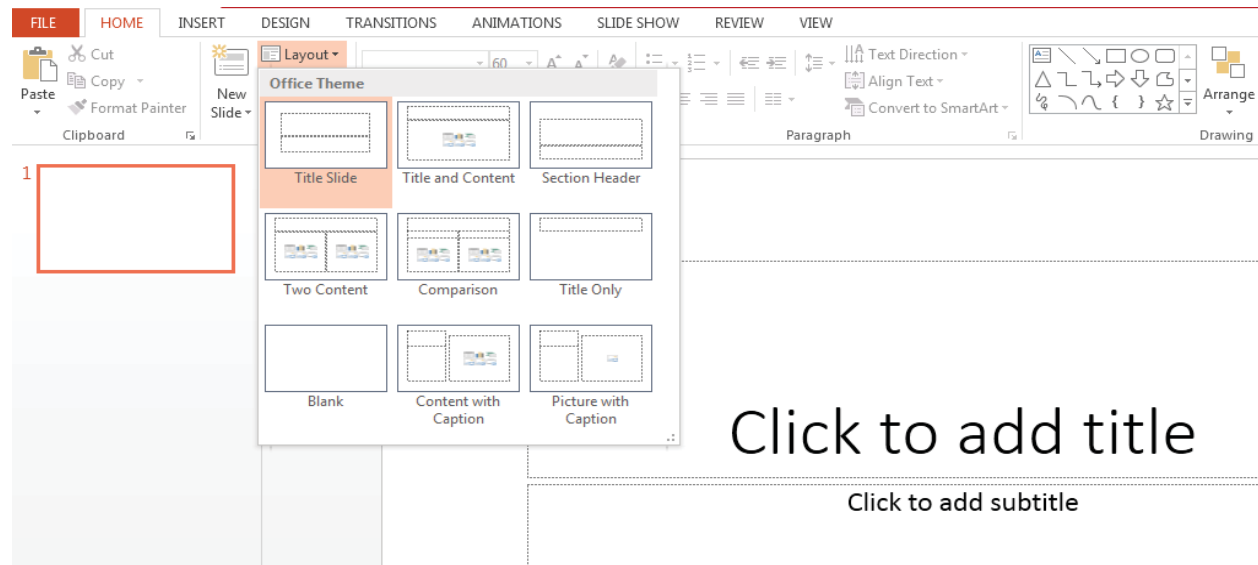 FILE HOME INSERT DESIGN TRANSITIONS ANIMATIONS SLIDE SHOW REVIEW VIEW
Paste
Cut
Copy
Format Painter
Clipboard
New
Slide
Layout
60
Text Direction
Align Text
Convert to SmartArt
Paragraph
Arrange
Drawing
Office Theme
Title Slide Title and Content Section Header
Two Content Comparison Title Only
Blank Content with Caption Picture with Caption
1
Click to add title
Click to add subtitle